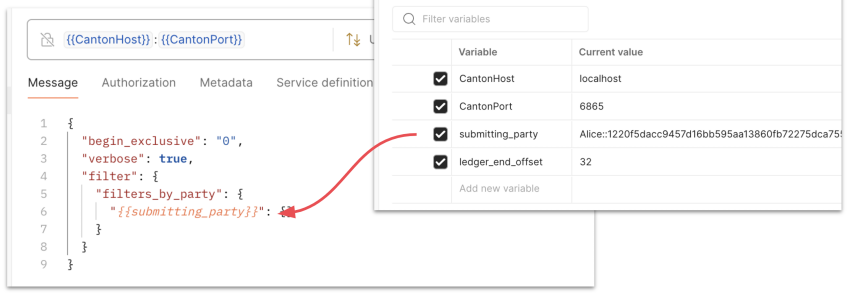 {{CantonHost}} : {{CantonPort}}
Message Authorization Metadata Service definition
1 {
2 "begin_exclusive": "0",
3 "verbose": true,
4 "filter": {
5 "filters_by_party": {
6 "{{submitting_party}}": {}
7 }
8 }
9 }
Filter variables
Variable Current value
CantonHost localhost
CantonPort 6865
submitting_party Alice::1220f5dacc9457d16bb595aa13860fb72275dca755
ledger_end_offset 32
Add new variable